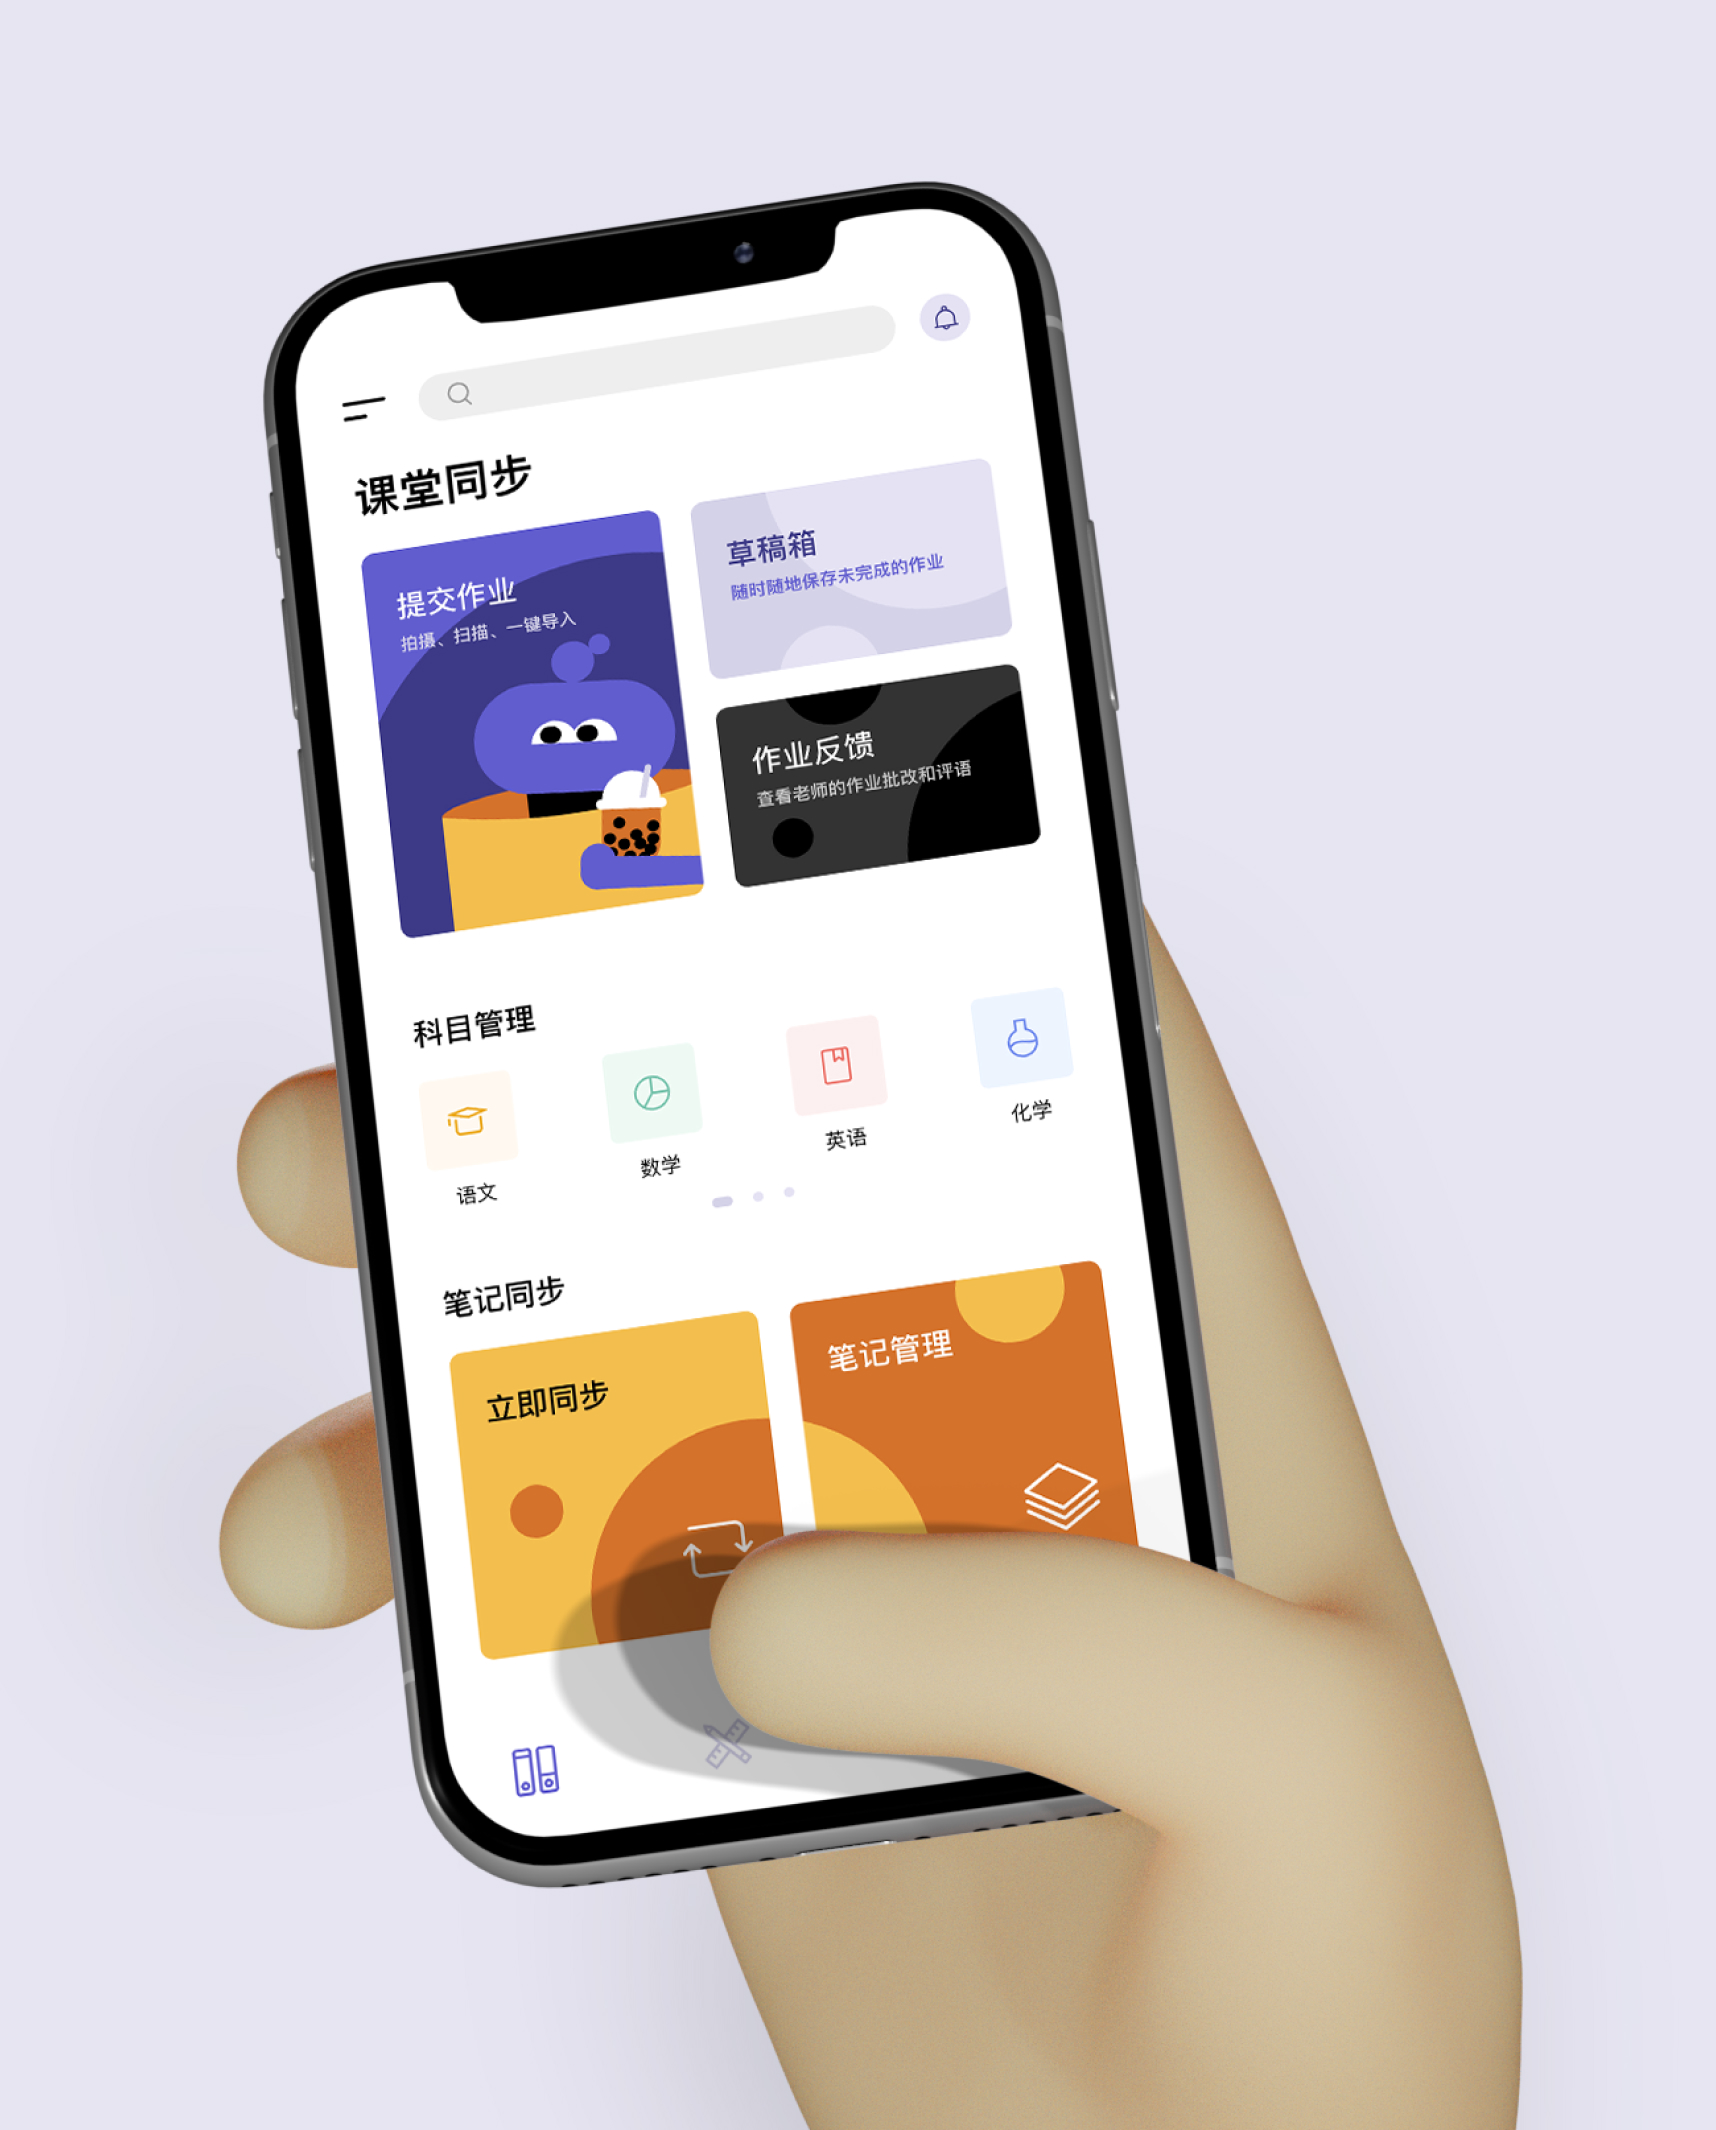 课堂同步
提交作业
拍摄、扫描、一键导入
草稿箱
随时随地保存未完成的作业
作业反馈
查看老师的作业批改和评语
科目管理
语文
数学
英语
化学
笔记同步
立即同步
笔记管理